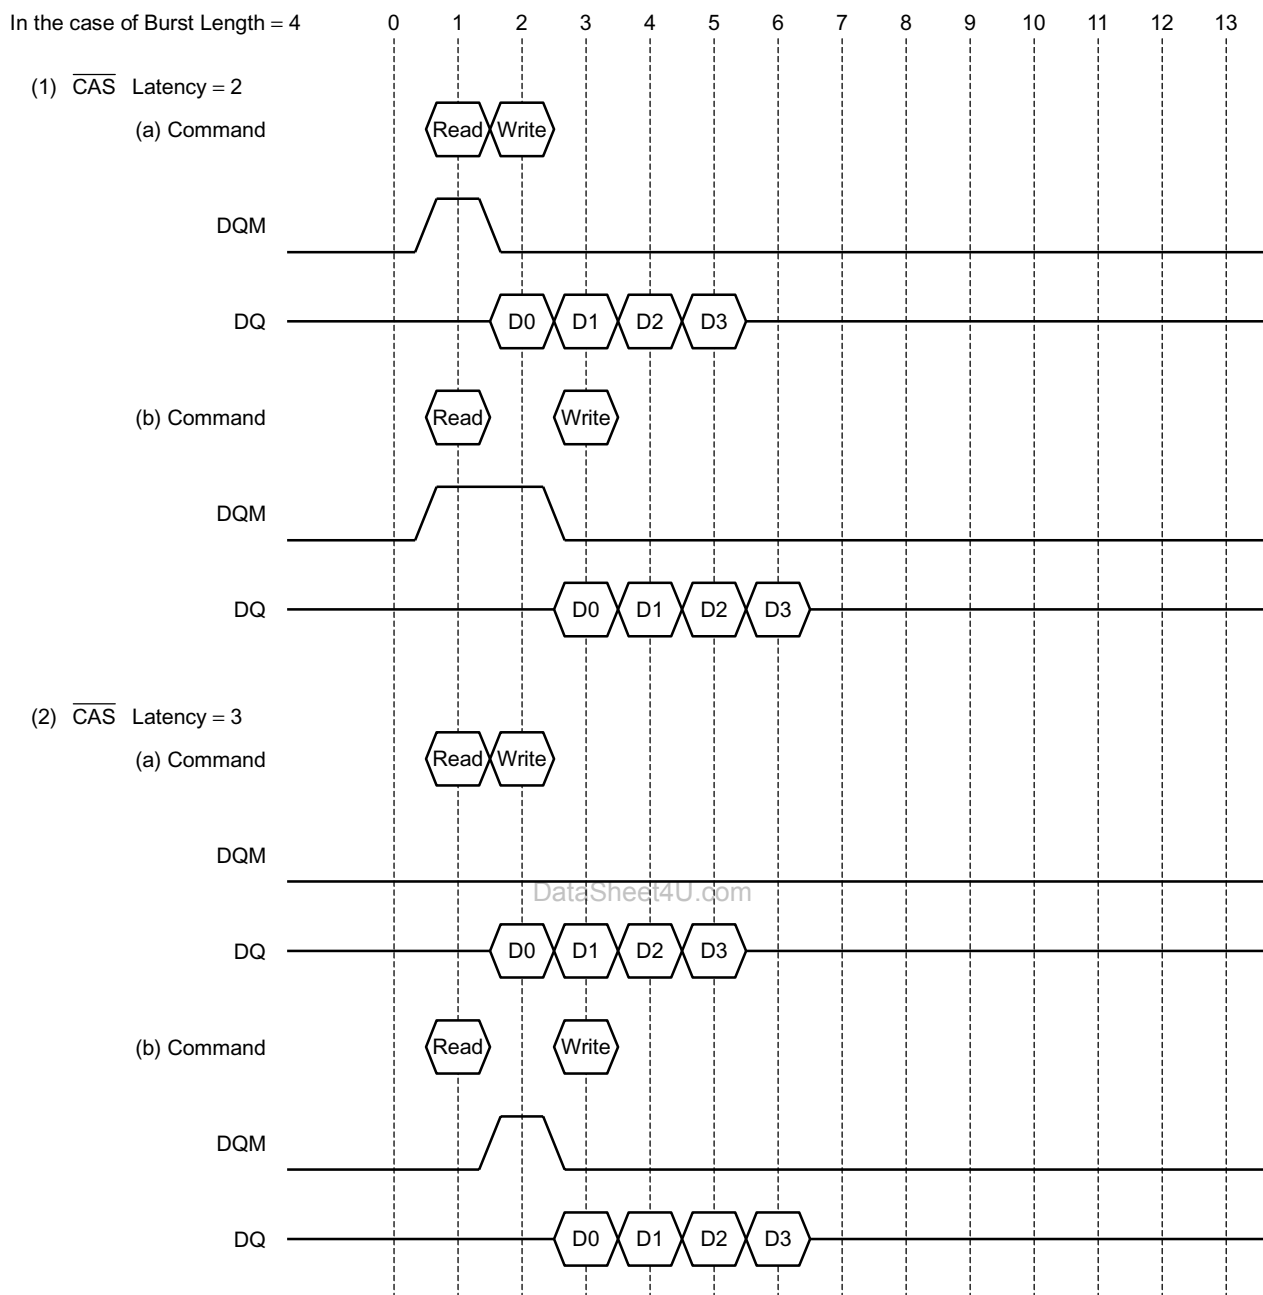 In the case of Burst Length = 4 0 1 2 3 4 5 6 7 8 9 10 11 12 13
(1) CAS Latency = 2
(a) Command Read Write
DQM
DQ D0 D1 D2 D3
(b) Command Read Write
DQM
DQ D0 D1 D2 D3
(2) CAS Latency = 3
(a) Command Read Write
DQM
DataSheet4U.com
DQ D0 D1 D2 D3
(b) Command Read Write
DQM
DQ D0 D1 D2 D3